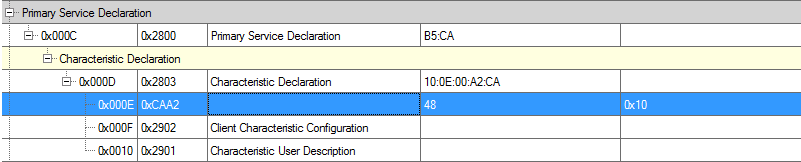 Primary Service Declaration
0x000C 0x2800 Primary Service Declaration B5:CA
Characteristic Declaration
0x000D 0x2803 Characteristic Declaration 10:0E:00:A2:CA
0x000E 0xCAA2 48 0x10
0x000F 0x2902 Client Characteristic Configuration
0x0010 0x2901 Characteristic User Description